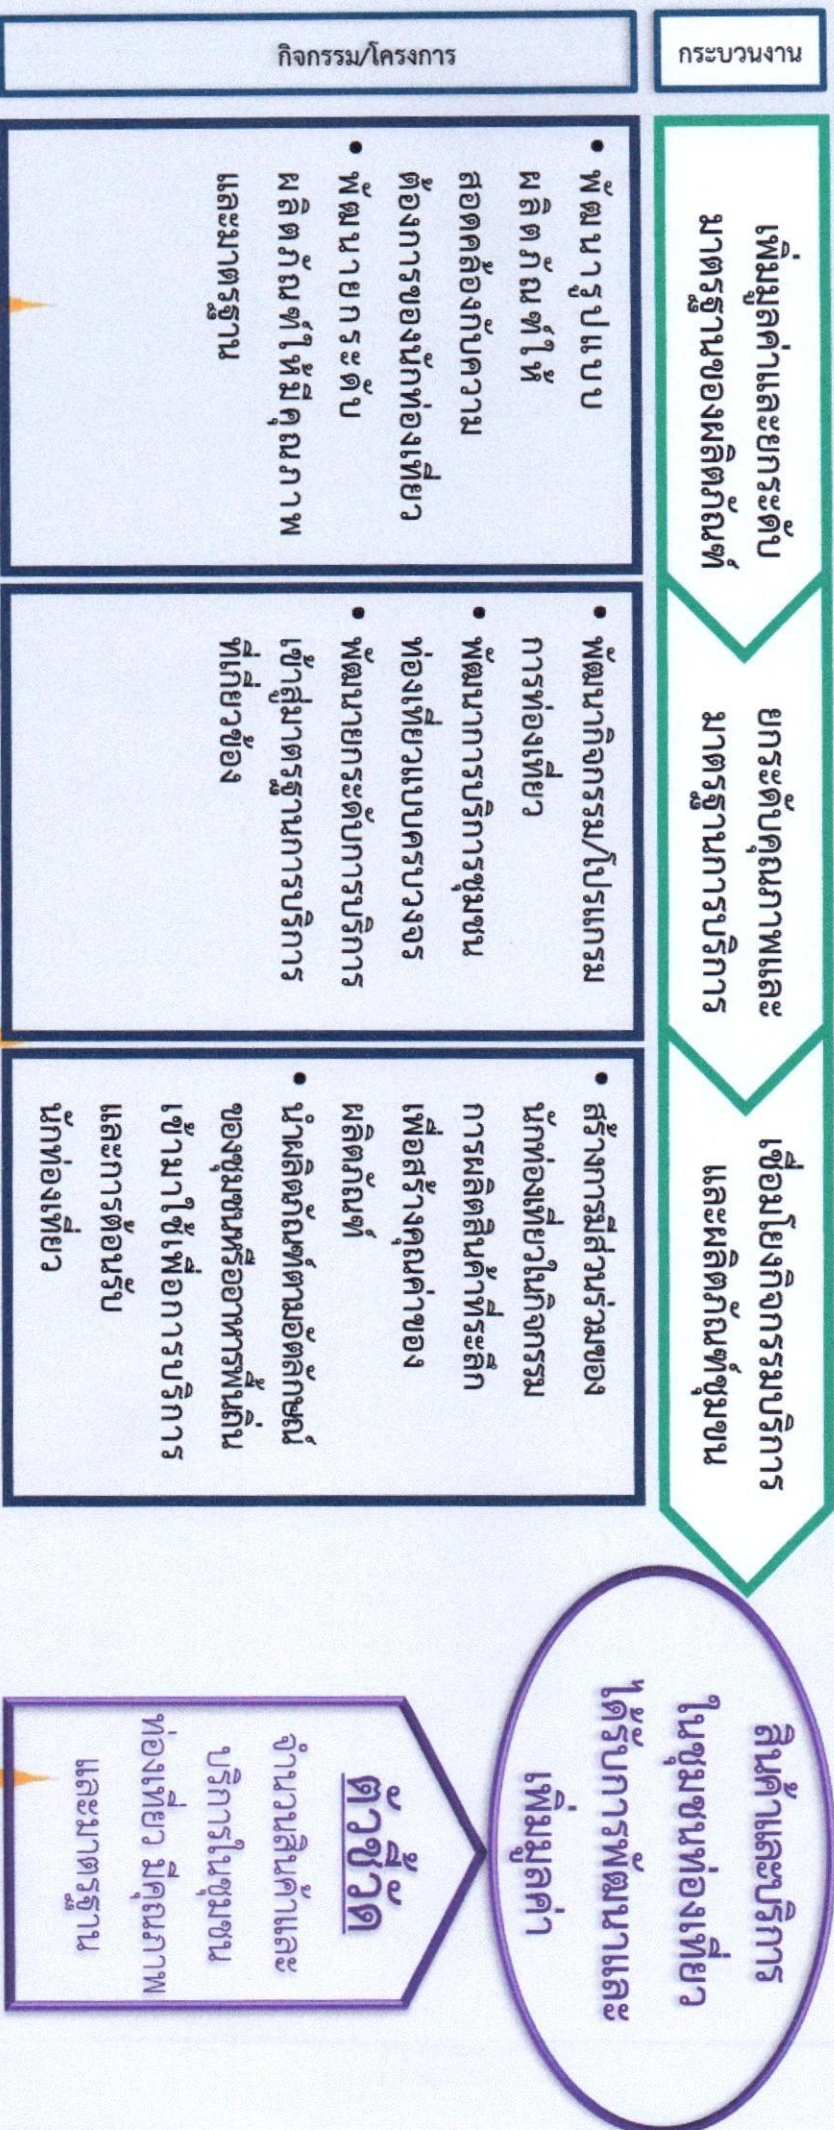 กระบวนงาน
เพิ่มมูลค่าและยกระดับ
มาตรฐานของผลิตภัณฑ์
ยกระดับคุณภาพและ
มาตรฐานการบริการ
เชื่อมโยงกิจกรรมบริการ
และผลิตภัณฑ์ชุมชน
สินค้าและบริการ
ในชุมชนท่องเที่ยว
ได้รับการพัฒนาและ
เพิ่มมูลค่า
กิจกรรม/โครงการ
• พัฒนารูปแบบ
ผลิตภัณฑ์ให้
สอดคล้องกับความ
ต้องการของนักท่องเที่ยว
• พัฒนายกระดับ
ผลิตภัณฑ์ให้มีคุณภาพ
และมาตรฐาน
• พัฒนากิจกรรม/โปรแกรม
การท่องเที่ยว
• พัฒนาการบริการชุมชน
ท่องเที่ยวแบบครบวงจร
• พัฒนายกระดับการบริการ
เข้าสู่มาตรฐานการบริการ
ที่เกี่ยวข้อง
• สร้างการมีส่วนร่วมของ
นักท่องเที่ยวในกิจกรรม
การผลิตสินค้าที่ระลึก
เพื่อสร้างคุณค่าของ
ผลิตภัณฑ์
• นำผลิตภัณฑ์ตามอัตลักษณ์
ของชุมชนหรืออาหารพื้นถิ่น
เข้ามาใช้เพื่อการบริการ
และการต้อนรับ
นักท่องเที่ยว
ตัวชี้วัด
จำนวนสินค้าและ
บริการในชุมชน
ท่องเที่ยว มีคุณภาพ
และมาตรฐาน